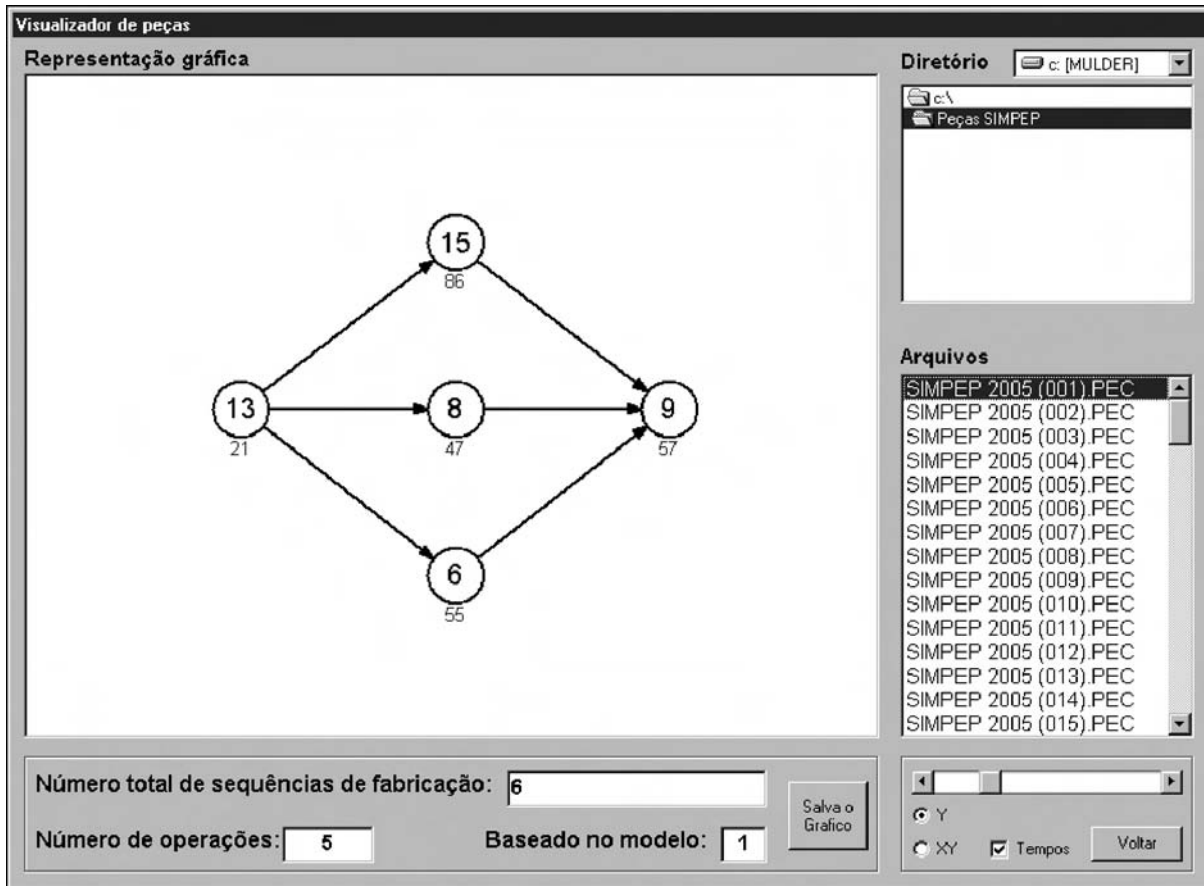 Visualizador de peças
Representação gráfica
15
86
13
21
8
47
9
57
6
55
Diretório
c: [MULDER]
c:\
Peças SIMPEP
Arquivos
SIMPEP 2005 (001).PEC
SIMPEP 2005 (002).PEC
SIMPEP 2005 (003).PEC
SIMPEP 2005 (004).PEC
SIMPEP 2005 (005).PEC
SIMPEP 2005 (006).PEC
SIMPEP 2005 (007).PEC
SIMPEP 2005 (008).PEC
SIMPEP 2005 (009).PEC
SIMPEP 2005 (010).PEC
SIMPEP 2005 (011).PEC
SIMPEP 2005 (012).PEC
SIMPEP 2005 (013).PEC
SIMPEP 2005 (014).PEC
SIMPEP 2005 (015).PEC
Número total de sequências de fabricação: 6
Número de operações: 5
Baseado no modelo: 1
Salva o
Grafico
Y
XY
Tempos
Voltar